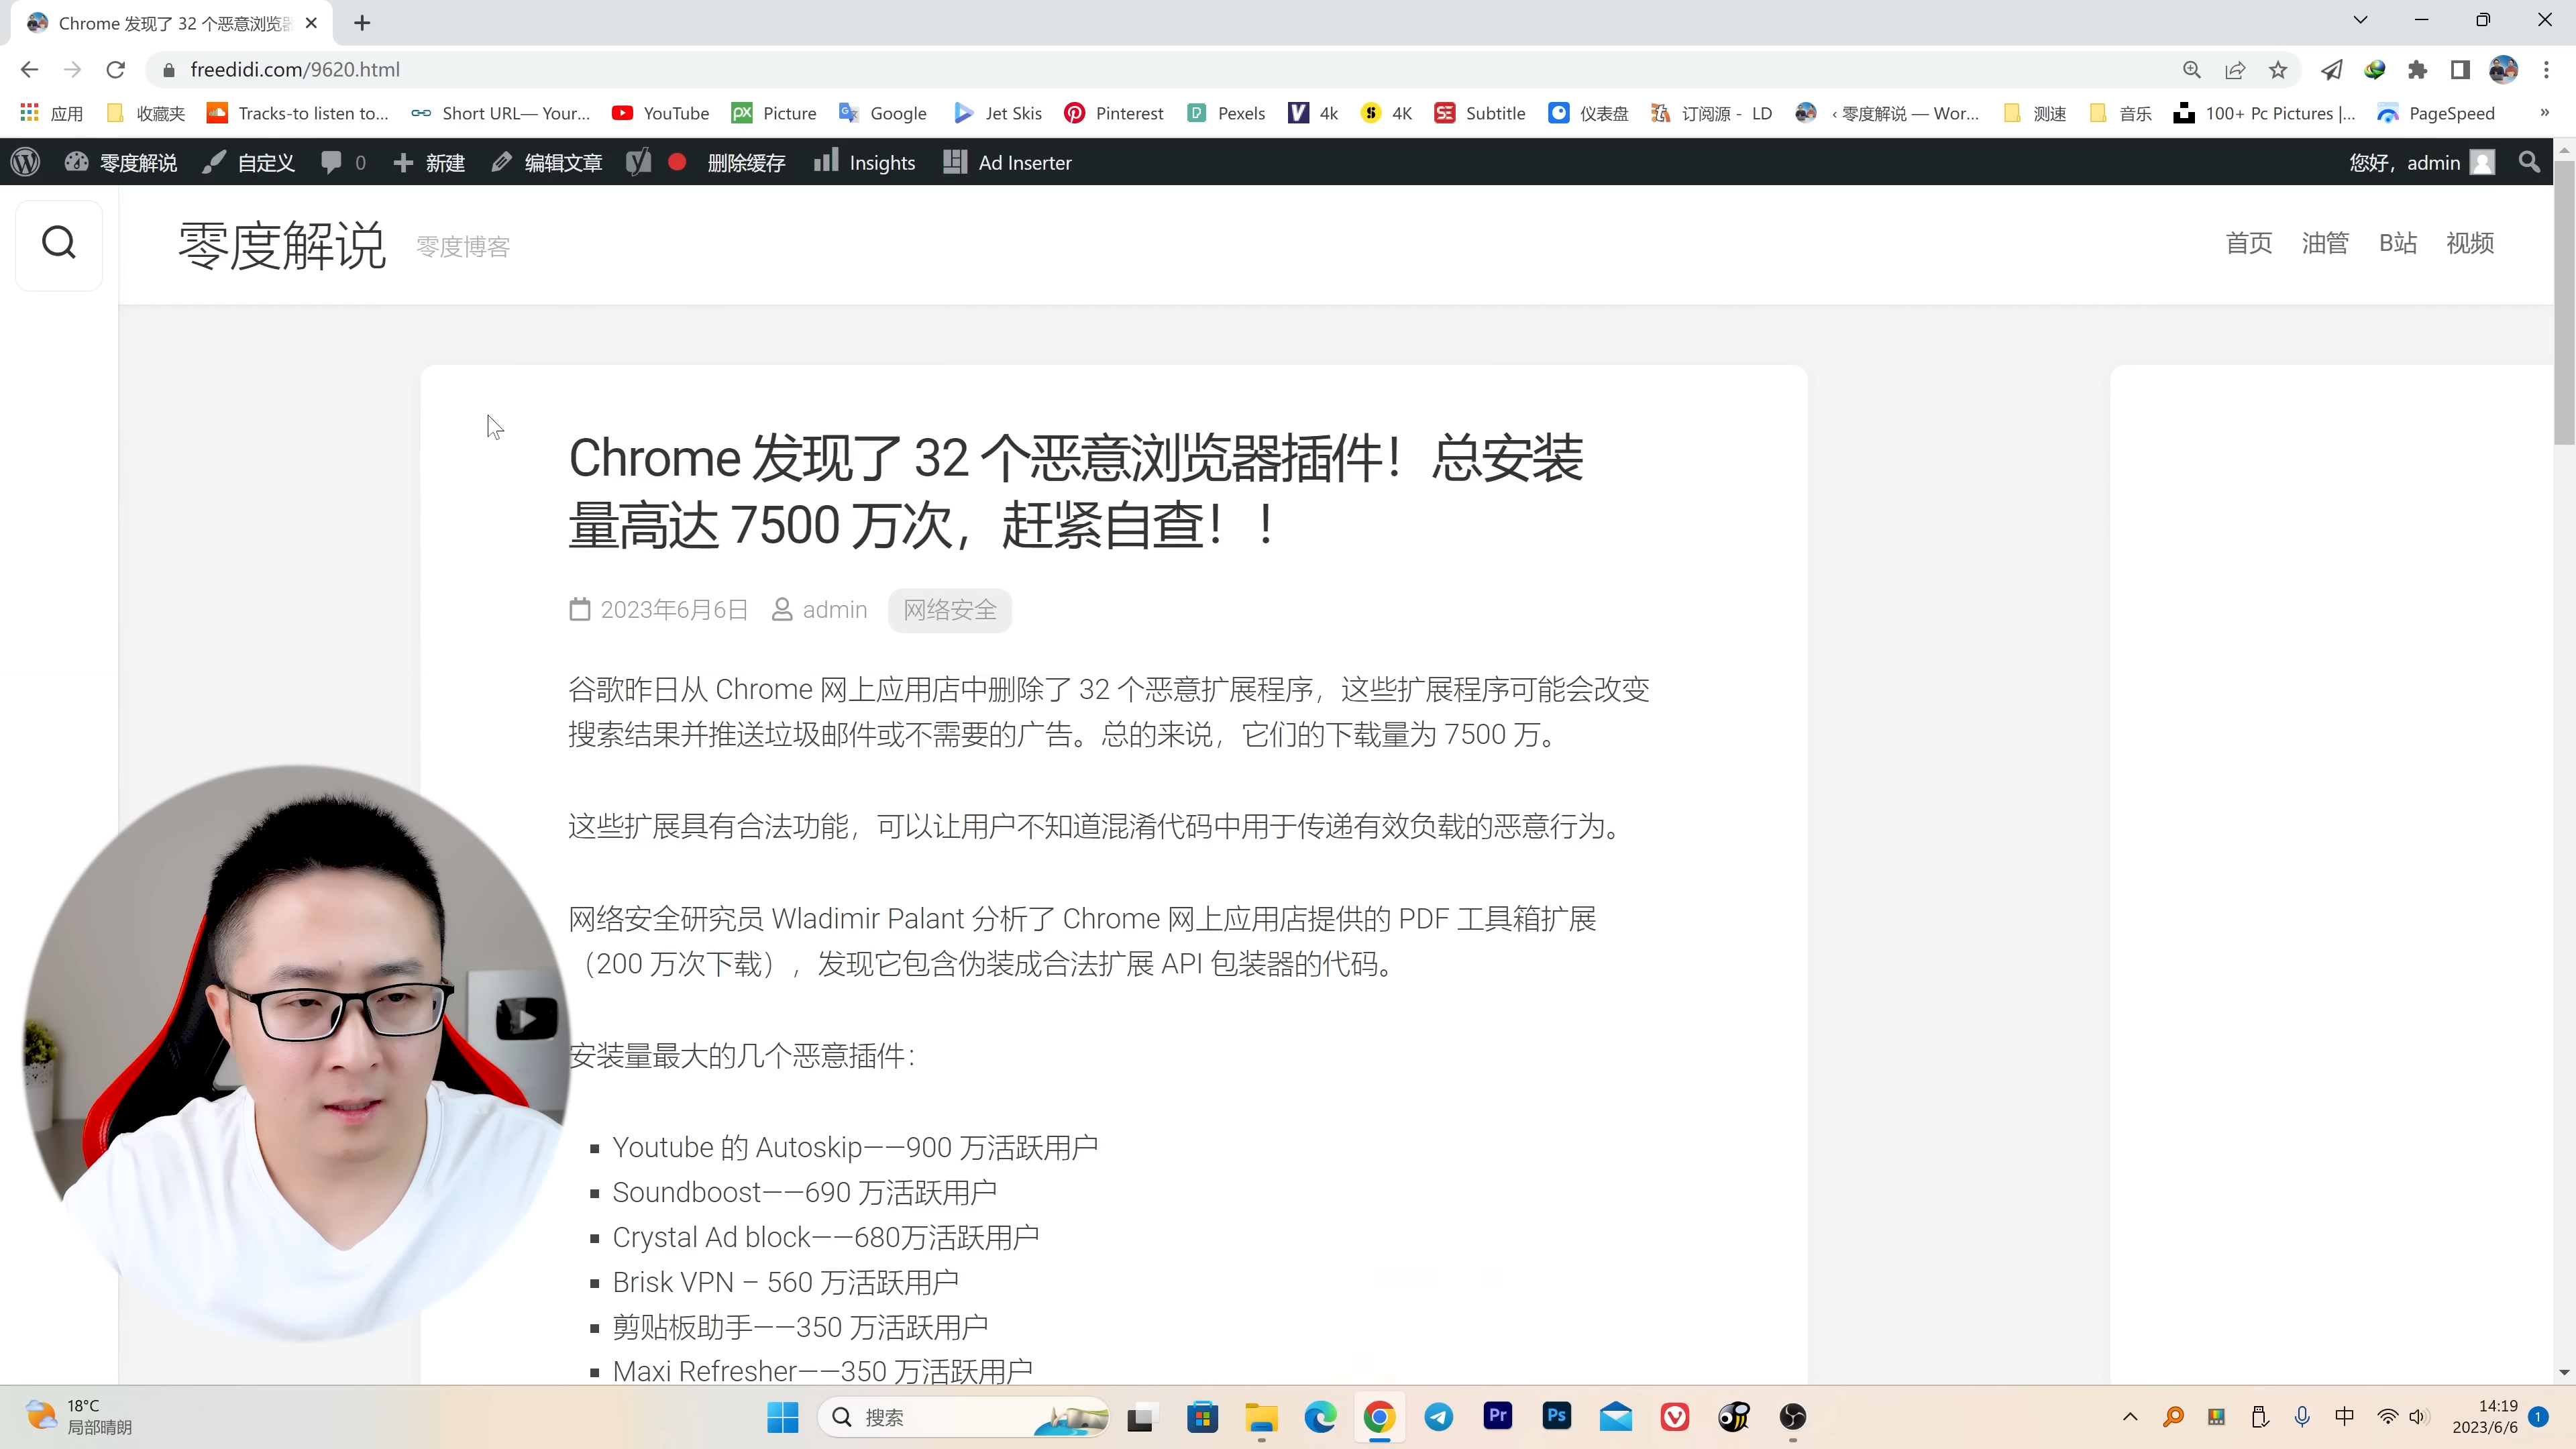 Chrome 发现了 32 个恶意浏览器
freedidi.com/9620.html
应用 收藏夹 Tracks-to listen to... Short URL— Your... YouTube Picture Google Jet Skis Pinterest Pexels 4k 4K Subtitle 仪表盘 订阅源 - LD ‹ 零度解说 — Wor... 测速 音乐 100+ Pc Pictures |... PageSpeed »
零度解说 自定义 0 新建 编辑文章 删除缓存 Insights Ad Inserter 您好，admin
零度解说 零度博客 首页 油管 B站 视频
Chrome 发现了 32 个恶意浏览器插件！总安装
量高达 7500 万次，赶紧自查！！
2023年6月6日 admin 网络安全
谷歌昨日从 Chrome 网上应用店中删除了 32 个恶意扩展程序，这些扩展程序可能会改变
搜索结果并推送垃圾邮件或不需要的广告。总的来说，它们的下载量为 7500 万。
这些扩展具有合法功能，可以让用户不知道混淆代码中用于传递有效负载的恶意行为。
网络安全研究员 Wladimir Palant 分析了 Chrome 网上应用店提供的 PDF 工具箱扩展
（200 万次下载），发现它包含伪装成合法扩展 API 包装器的代码。
安装量最大的几个恶意插件：
Youtube 的 Autoskip——900 万活跃用户
Soundboost——690 万活跃用户
Crystal Ad block——680万活跃用户
Brisk VPN – 560 万活跃用户
剪贴板助手——350 万活跃用户
Maxi Refresher——350 万活跃用户
18°C
局部晴朗
搜索
Pr Ps
中
14:19
2023/6/6
1